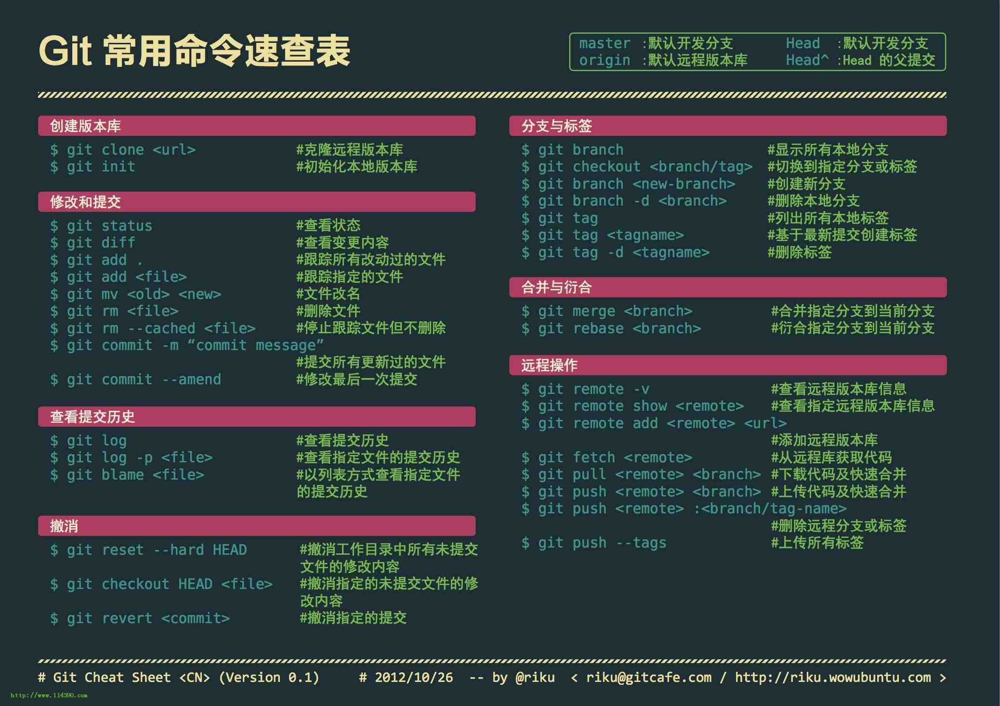 Git 常用命令速查表
master :默认开发分支 Head :默认开发分支
origin :默认远程版本库 Head^ :Head 的父提交
创建版本库
$ git clone <url> #克隆远程版本库
$ git init #初始化本地版本库
修改和提交
$ git status #查看状态
$ git diff #查看变更内容
$ git add . #跟踪所有改动过的文件
$ git add <file> #跟踪指定的文件
$ git mv <old> <new> #文件改名
$ git rm <file> #删除文件
$ git rm --cached <file> #停止跟踪文件但不删除
$ git commit -m “commit message”
#提交所有更新过的文件
$ git commit --amend #修改最后一次提交
查看提交历史
$ git log #查看提交历史
$ git log -p <file> #查看指定文件的提交历史
$ git blame <file> #以列表方式查看指定文件
的提交历史
撤消
$ git reset --hard HEAD #撤消工作目录中所有未提交
文件的修改内容
$ git checkout HEAD <file> #撤消指定的未提交文件的修
改内容
$ git revert <commit> #撤消指定的提交
分支与标签
$ git branch #显示所有本地分支
$ git checkout <branch/tag> #切换到指定分支或标签
$ git branch <new-branch> #创建新分支
$ git branch -d <branch> #删除本地分支
$ git tag #列出所有本地标签
$ git tag <tagname> #基于最新提交创建标签
$ git tag -d <tagname> #删除标签
合并与衍合
$ git merge <branch> #合并指定分支到当前分支
$ git rebase <branch> #衍合指定分支到当前分支
远程操作
$ git remote -v #查看远程版本库信息
$ git remote show <remote> #查看指定远程版本库信息
$ git remote add <remote> <url>
#添加远程版本库
$ git fetch <remote> #从远程库获取代码
$ git pull <remote> <branch> #下载代码及快速合并
$ git push <remote> <branch> #上传代码及快速合并
$ git push <remote> :<branch/tag-name>
#删除远程分支或标签
$ git push --tags #上传所有标签
# Git Cheat Sheet <CN> (Version 0.1) # 2012/10/26 -- by @riku < riku@gitcafe.com / http://riku.wowubuntu.com >
http://www.114390.com